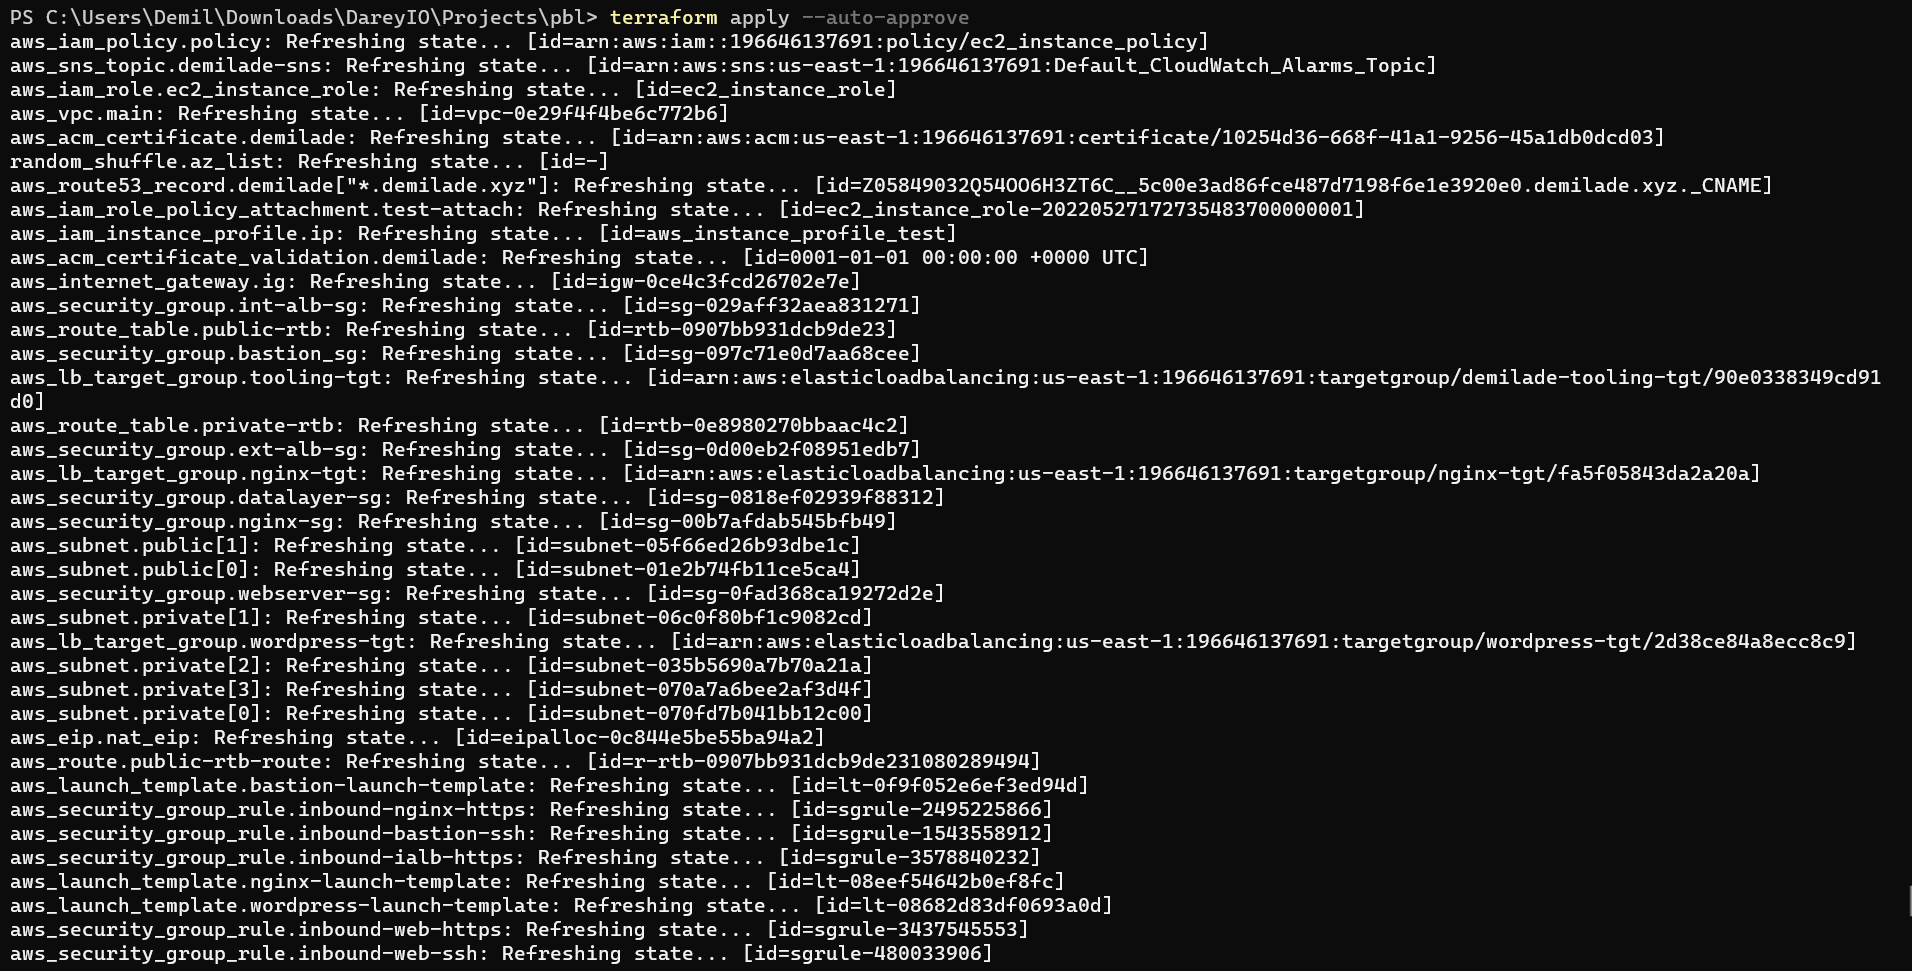 PS C:\Users\Demil\Downloads\DareyIO\Projects\pbl> terraform apply --auto-approve
aws_iam_policy.policy: Refreshing state... [id=arn:aws:iam::196646137691:policy/ec2_instance_policy]
aws_sns_topic.demilade-sns: Refreshing state... [id=arn:aws:sns:us-east-1:196646137691:Default_CloudWatch_Alarms_Topic]
aws_iam_role.ec2_instance_role: Refreshing state... [id=ec2_instance_role]
aws_vpc.main: Refreshing state... [id=vpc-0e29f4f4be6c772b6]
aws_acm_certificate.demilade: Refreshing state... [id=arn:aws:acm:us-east-1:196646137691:certificate/10254d36-668f-41a1-9256-45a1db0dcd03]
random_shuffle.az_list: Refreshing state... [id=-]
aws_route53_record.demilade["*.demilade.xyz"]: Refreshing state... [id=Z05849032Q54OO6H3ZT6C__5c00e3ad86fce487d7198f6e1e3920e0.demilade.xyz._CNAME]
aws_iam_role_policy_attachment.test-attach: Refreshing state... [id=ec2_instance_role-20220527172735483700000001]
aws_iam_instance_profile.ip: Refreshing state... [id=aws_instance_profile_test]
aws_acm_certificate_validation.demilade: Refreshing state... [id=0001-01-01 00:00:00 +0000 UTC]
aws_internet_gateway.ig: Refreshing state... [id=igw-0ce4c3fcd26702e7e]
aws_security_group.int-alb-sg: Refreshing state... [id=sg-029aff32aea831271]
aws_route_table.public-rtb: Refreshing state... [id=rtb-0907bb931dcb9de23]
aws_security_group.bastion_sg: Refreshing state... [id=sg-097c71e0d7aa68cee]
aws_lb_target_group.tooling-tgt: Refreshing state... [id=arn:aws:elasticloadbalancing:us-east-1:196646137691:targetgroup/demilade-tooling-tgt/90e0338349cd91
d0]
aws_route_table.private-rtb: Refreshing state... [id=rtb-0e8980270bbaac4c2]
aws_security_group.ext-alb-sg: Refreshing state... [id=sg-0d00eb2f08951edb7]
aws_lb_target_group.nginx-tgt: Refreshing state... [id=arn:aws:elasticloadbalancing:us-east-1:196646137691:targetgroup/nginx-tgt/fa5f05843da2a20a]
aws_security_group.datalayer-sg: Refreshing state... [id=sg-0818ef02939f88312]
aws_security_group.nginx-sg: Refreshing state... [id=sg-00b7afdab545bfb49]
aws_subnet.public[1]: Refreshing state... [id=subnet-05f66ed26b93dbe1c]
aws_subnet.public[0]: Refreshing state... [id=subnet-01e2b74fb11ce5ca4]
aws_security_group.webserver-sg: Refreshing state... [id=sg-0fad368ca19272d2e]
aws_subnet.private[1]: Refreshing state... [id=subnet-06c0f80bf1c9082cd]
aws_lb_target_group.wordpress-tgt: Refreshing state... [id=arn:aws:elasticloadbalancing:us-east-1:196646137691:targetgroup/wordpress-tgt/2d38ce84a8ecc8c9]
aws_subnet.private[2]: Refreshing state... [id=subnet-035b5690a7b70a21a]
aws_subnet.private[3]: Refreshing state... [id=subnet-070a7a6bee2af3d4f]
aws_subnet.private[0]: Refreshing state... [id=subnet-070fd7b041bb12c00]
aws_eip.nat_eip: Refreshing state... [id=eipalloc-0c844e5be55ba94a2]
aws_route.public-rtb-route: Refreshing state... [id=r-rtb-0907bb931dcb9de231080289494]
aws_launch_template.bastion-launch-template: Refreshing state... [id=lt-0f9f052e6ef3ed94d]
aws_security_group_rule.inbound-nginx-https: Refreshing state... [id=sgrule-2495225866]
aws_security_group_rule.inbound-bastion-ssh: Refreshing state... [id=sgrule-1543558912]
aws_security_group_rule.inbound-ialb-https: Refreshing state... [id=sgrule-3578840232]
aws_launch_template.nginx-launch-template: Refreshing state... [id=lt-08eef54642b0ef8fc]
aws_launch_template.wordpress-launch-template: Refreshing state... [id=lt-08682d83df0693a0d]
aws_security_group_rule.inbound-web-https: Refreshing state... [id=sgrule-3437545553]
aws_security_group_rule.inbound-web-ssh: Refreshing state... [id=sgrule-480033906]